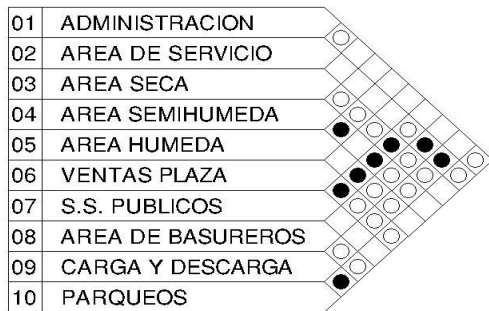 01 ADMINISTRACION
02 AREA DE SERVICIO
03 AREA SECA
04 AREA SEMIHUMEDA
05 AREA HUMEDA
06 VENTAS PLAZA
07 S.S. PUBLICOS
08 AREA DE BASUREROS
09 CARGA Y DESCARGA
10 PARQUEOS